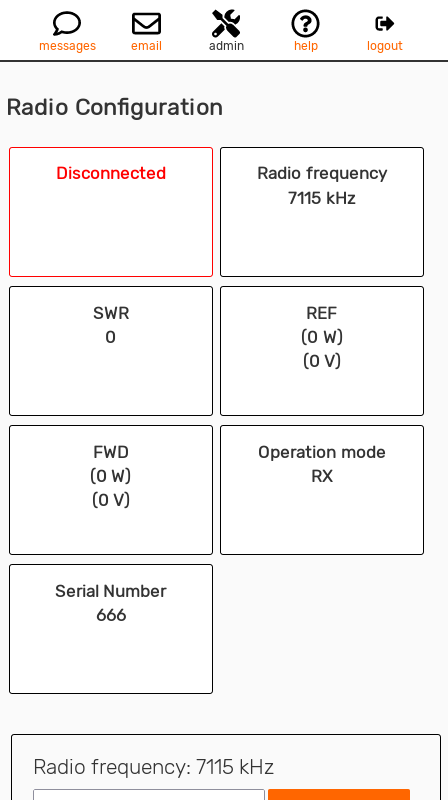 messages email admin help logout
Radio Configuration
Disconnected
Radio frequency
7115 kHz
SWR
0
REF
(0 W)
(0 V)
FWD
(0 W)
(0 V)
Operation mode
RX
Serial Number
666
Radio frequency: 7115 kHz